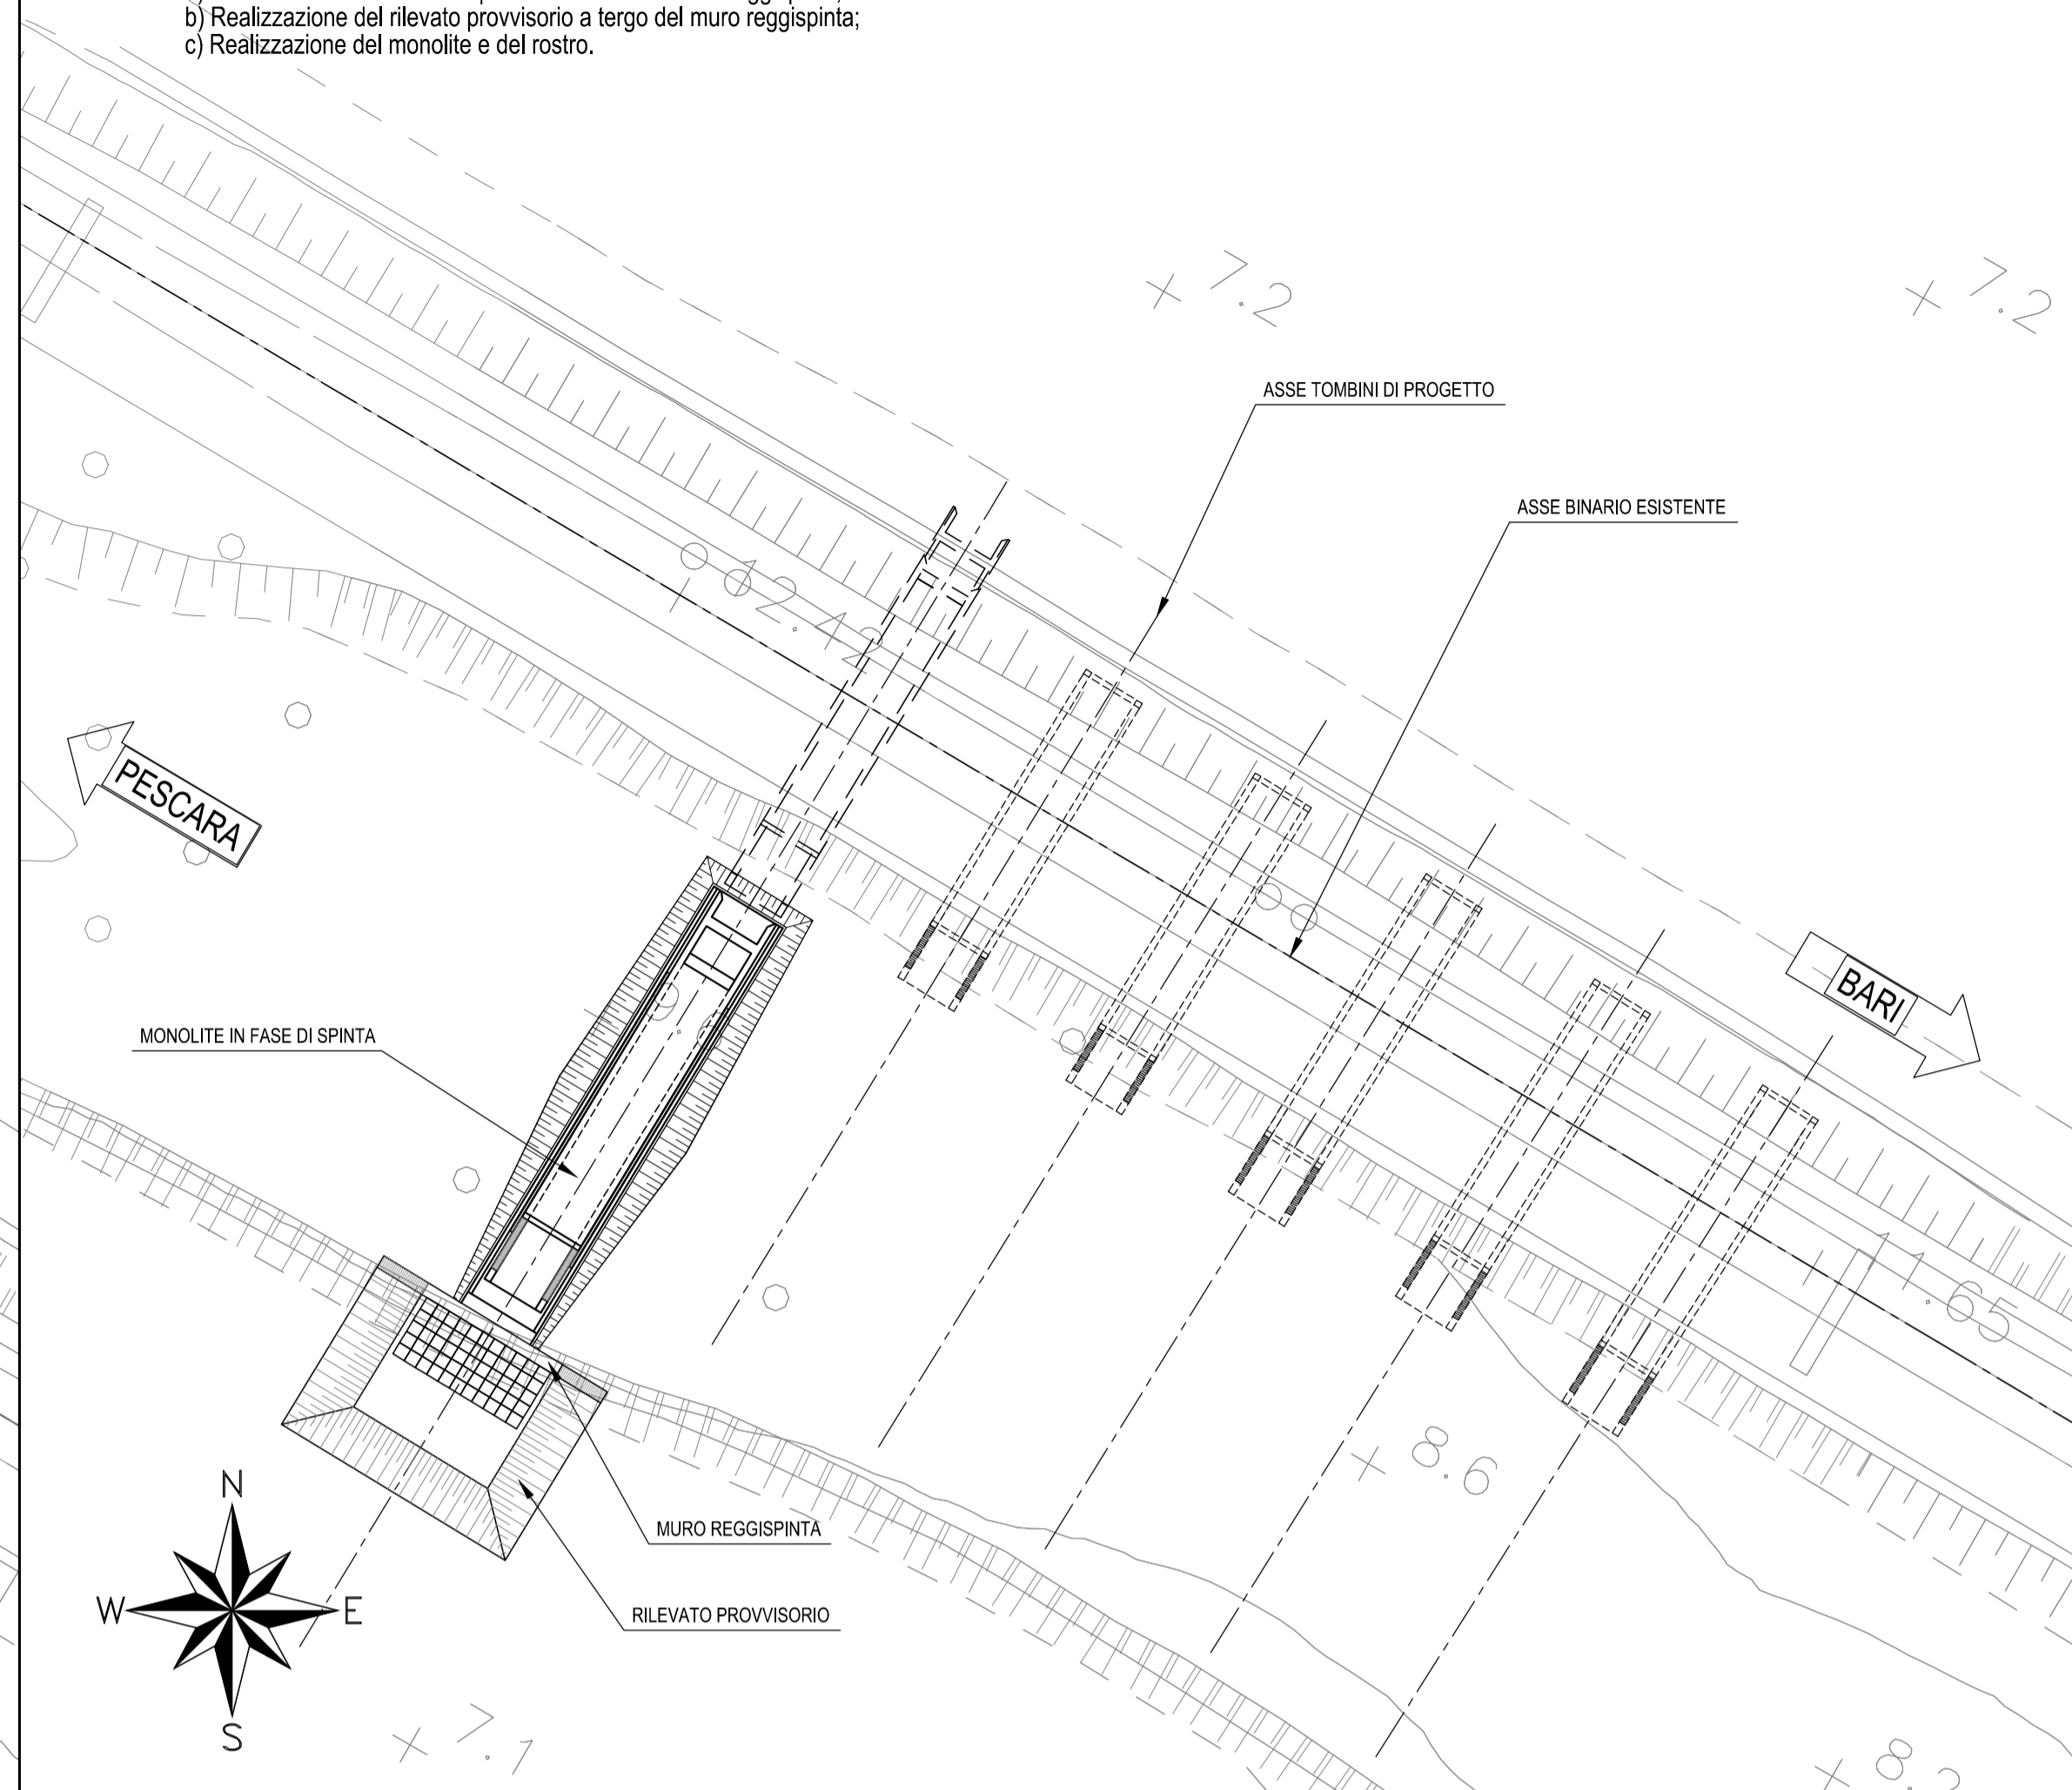 b) Realizzazione del rilevato provvisorio a tergo del muro reggispinta;
c) Realizzazione del monolite e del rostro.
7.2
7.2
ASSE TOMBINI DI PROGETTO
ASSE BINARIO ESISTENTE
12.42
PESCARA
BARI
MONOLITE IN FASE DI SPINTA
11.65
8.6
MURO REGGISPINTA
RILEVATO PROVVISORIO
N
W
E
S
7.1